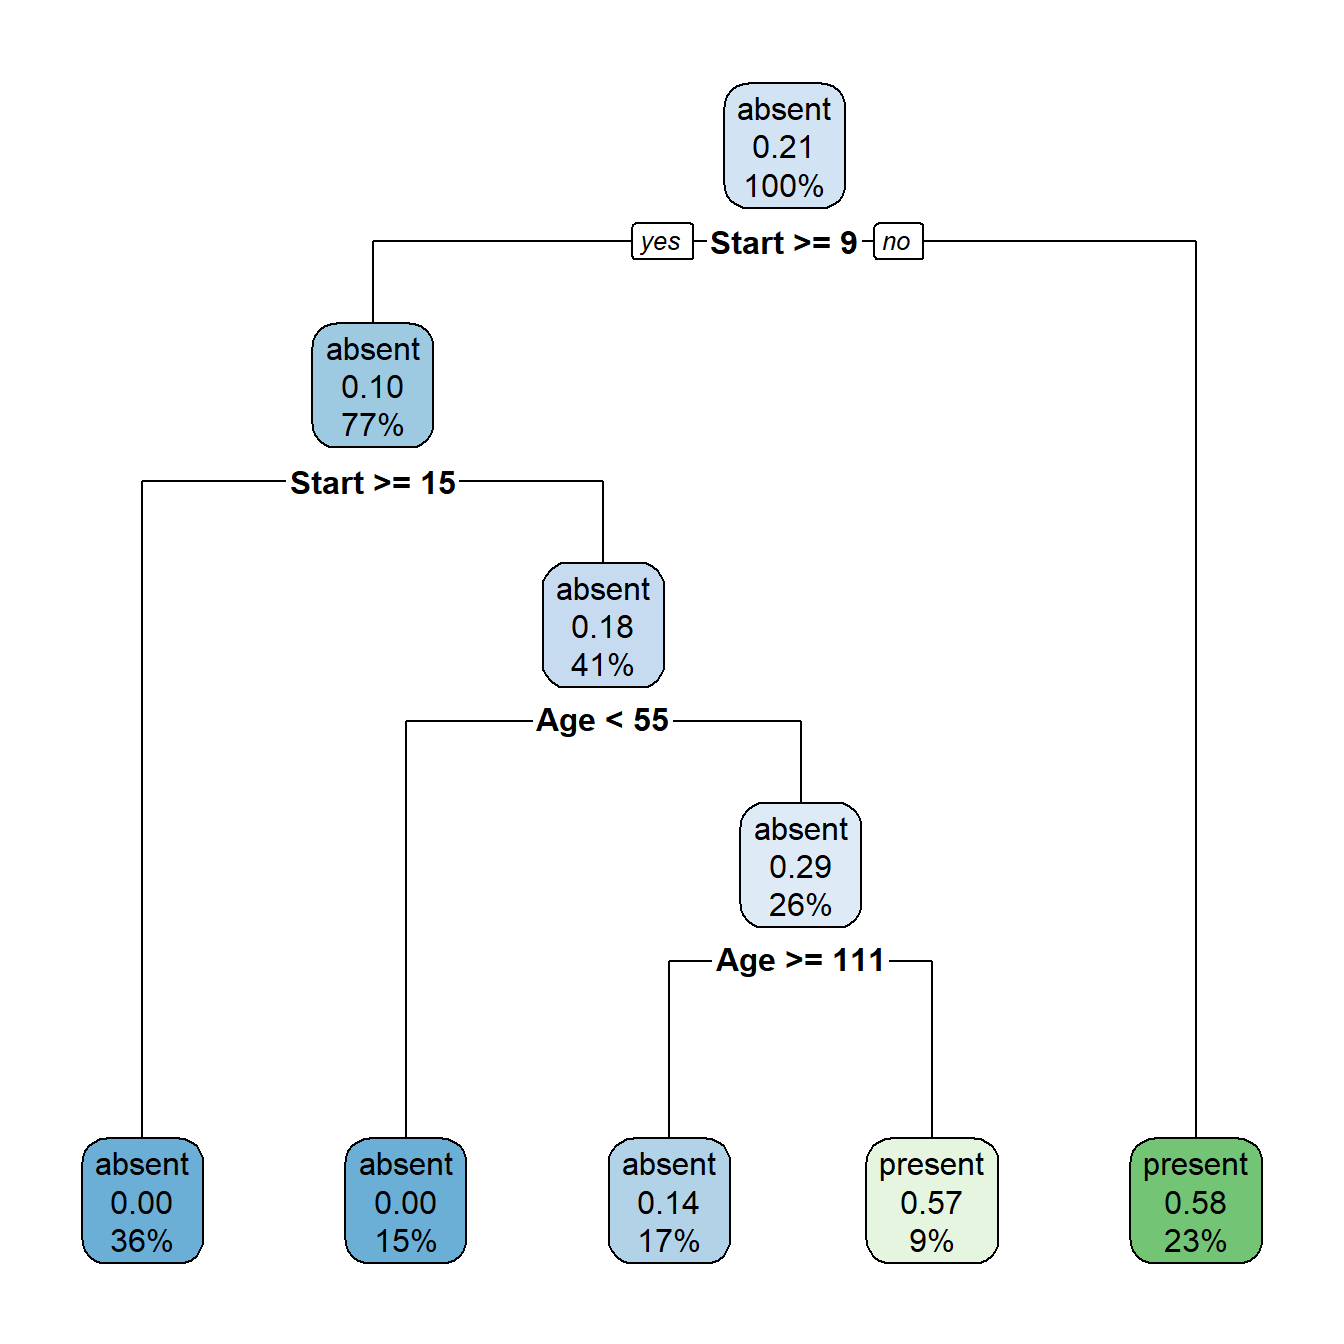 absent
0.21
100%
yes
Start >= 9
no
absent
0.10
77%
Start >= 15
absent
0.18
41%
Age < 55
absent
0.29
26%
Age >= 111
absent
0.00
36%
absent
0.00
15%
absent
0.14
17%
present
0.57
9%
present
0.58
23%